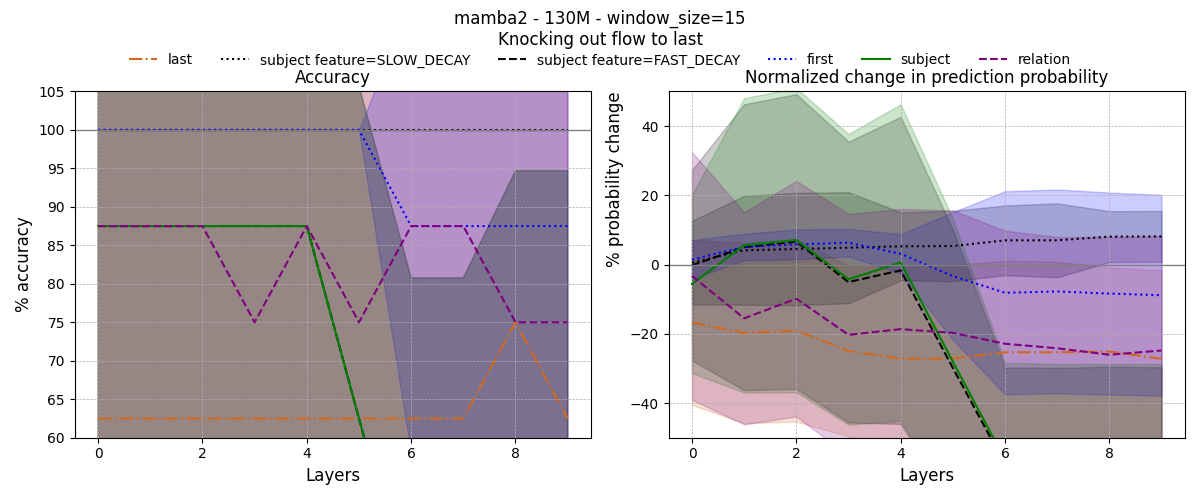 mamba2 - 130M - window_size=15
Knocking out flow to last
last subject feature=SLOW_DECAY subject feature=FAST_DECAY first subject relation
Accuracy
Normalized change in prediction probability
% accuracy
105
100
95
90
85
80
75
70
65
60
0 2 4 6 8
Layers
% probability change
40
20
0
−20
−40
0 2 4 6 8
Layers